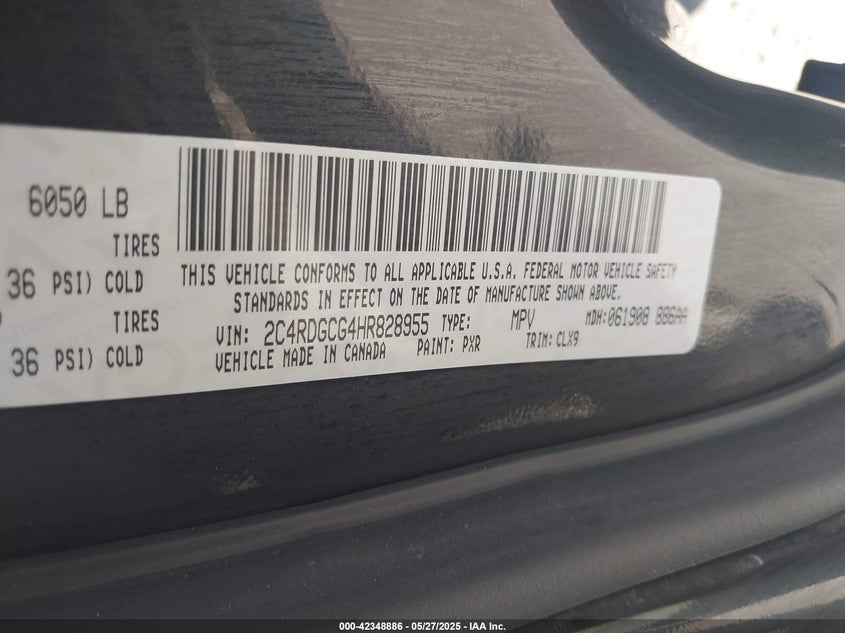 6050 LB
TIRES
36 PSI) COLD
TIRES
36 PSI) COLD
THIS VEHICLE CONFORMS TO ALL APPLICABLE U.S.A. FEDERAL MOTOR VEHICLE SAFETY
STANDARDS IN EFFECT ON THE DATE OF MANUFACTURE SHOWN ABOVE.
VIN: 2C4RDGCG4HR828955 TYPE: MPV MDH:061908 886AA
VEHICLE MADE IN CANADA PAINT: PXR TRIM: CLX9
000-42348886 - 05/27/2025 - IAA Inc.